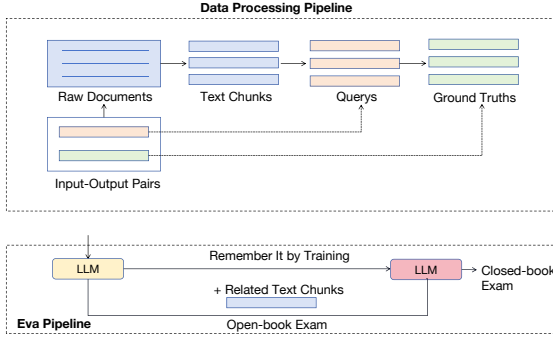 Data Processing Pipeline
Raw Documents
Text Chunks
Querys
Ground Truths
Input-Output Pairs
LLM
Remember It by Training
LLM
Closed-book
Exam
+ Related Text Chunks
Eva Pipeline
Open-book Exam